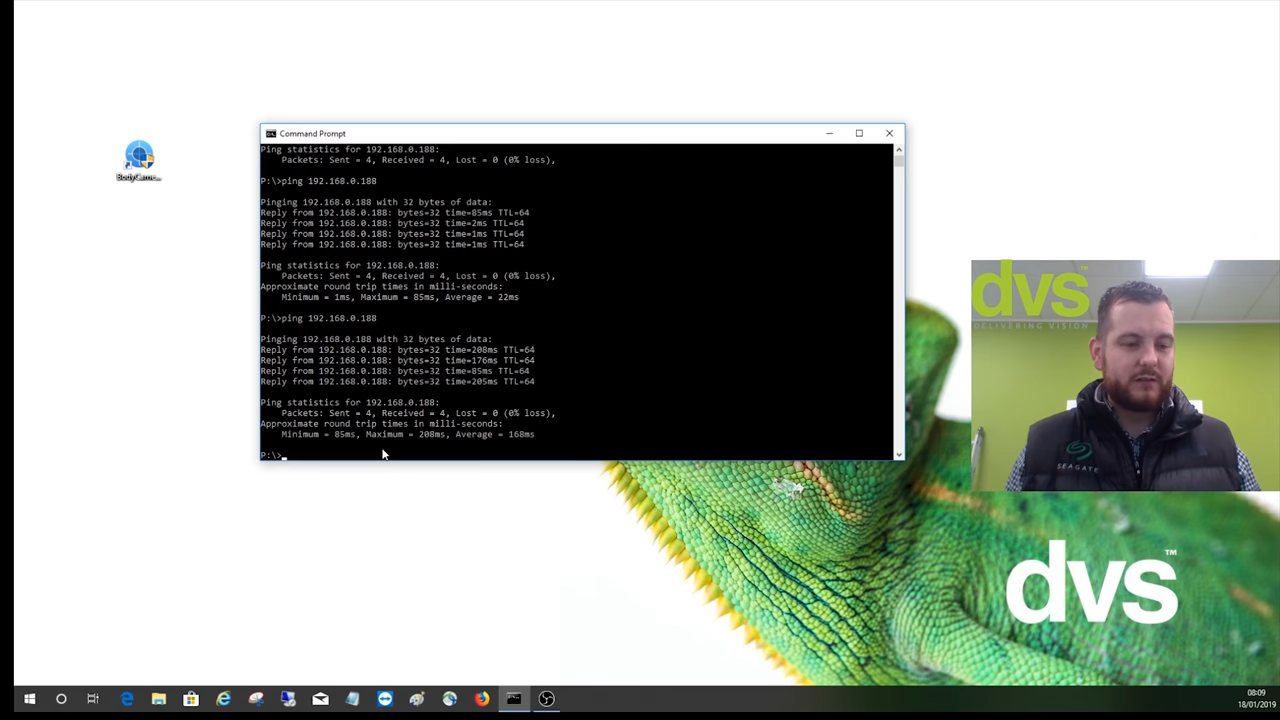 Command Prompt
Ping statistics for 192.168.0.188:
Packets: Sent = 4, Received = 4, Lost = 0 (0% loss),
P:\>ping 192.168.0.188
Pinging 192.168.0.188 with 32 bytes of data:
Reply from 192.168.0.188: bytes=32 time=85ms TTL=64
Reply from 192.168.0.188: bytes=32 time=2ms TTL=64
Reply from 192.168.0.188: bytes=32 time=1ms TTL=64
Reply from 192.168.0.188: bytes=32 time=1ms TTL=64
Ping statistics for 192.168.0.188:
Packets: Sent = 4, Received = 4, Lost = 0 (0% loss),
Approximate round trip times in milli-seconds:
Minimum = 1ms, Maximum = 85ms, Average = 22ms
P:\>ping 192.168.0.188
Pinging 192.168.0.188 with 32 bytes of data:
Reply from 192.168.0.188: bytes=32 time=208ms TTL=64
Reply from 192.168.0.188: bytes=32 time=176ms TTL=64
Reply from 192.168.0.188: bytes=32 time=85ms TTL=64
Reply from 192.168.0.188: bytes=32 time=205ms TTL=64
Ping statistics for 192.168.0.188:
Packets: Sent = 4, Received = 4, Lost = 0 (0% loss),
Approximate round trip times in milli-seconds:
Minimum = 85ms, Maximum = 208ms, Average = 168ms
P:\>
BodyCame...
dvs™
DELIVERING VISION
SEAGATE
dvs™
08:09
18/01/2019